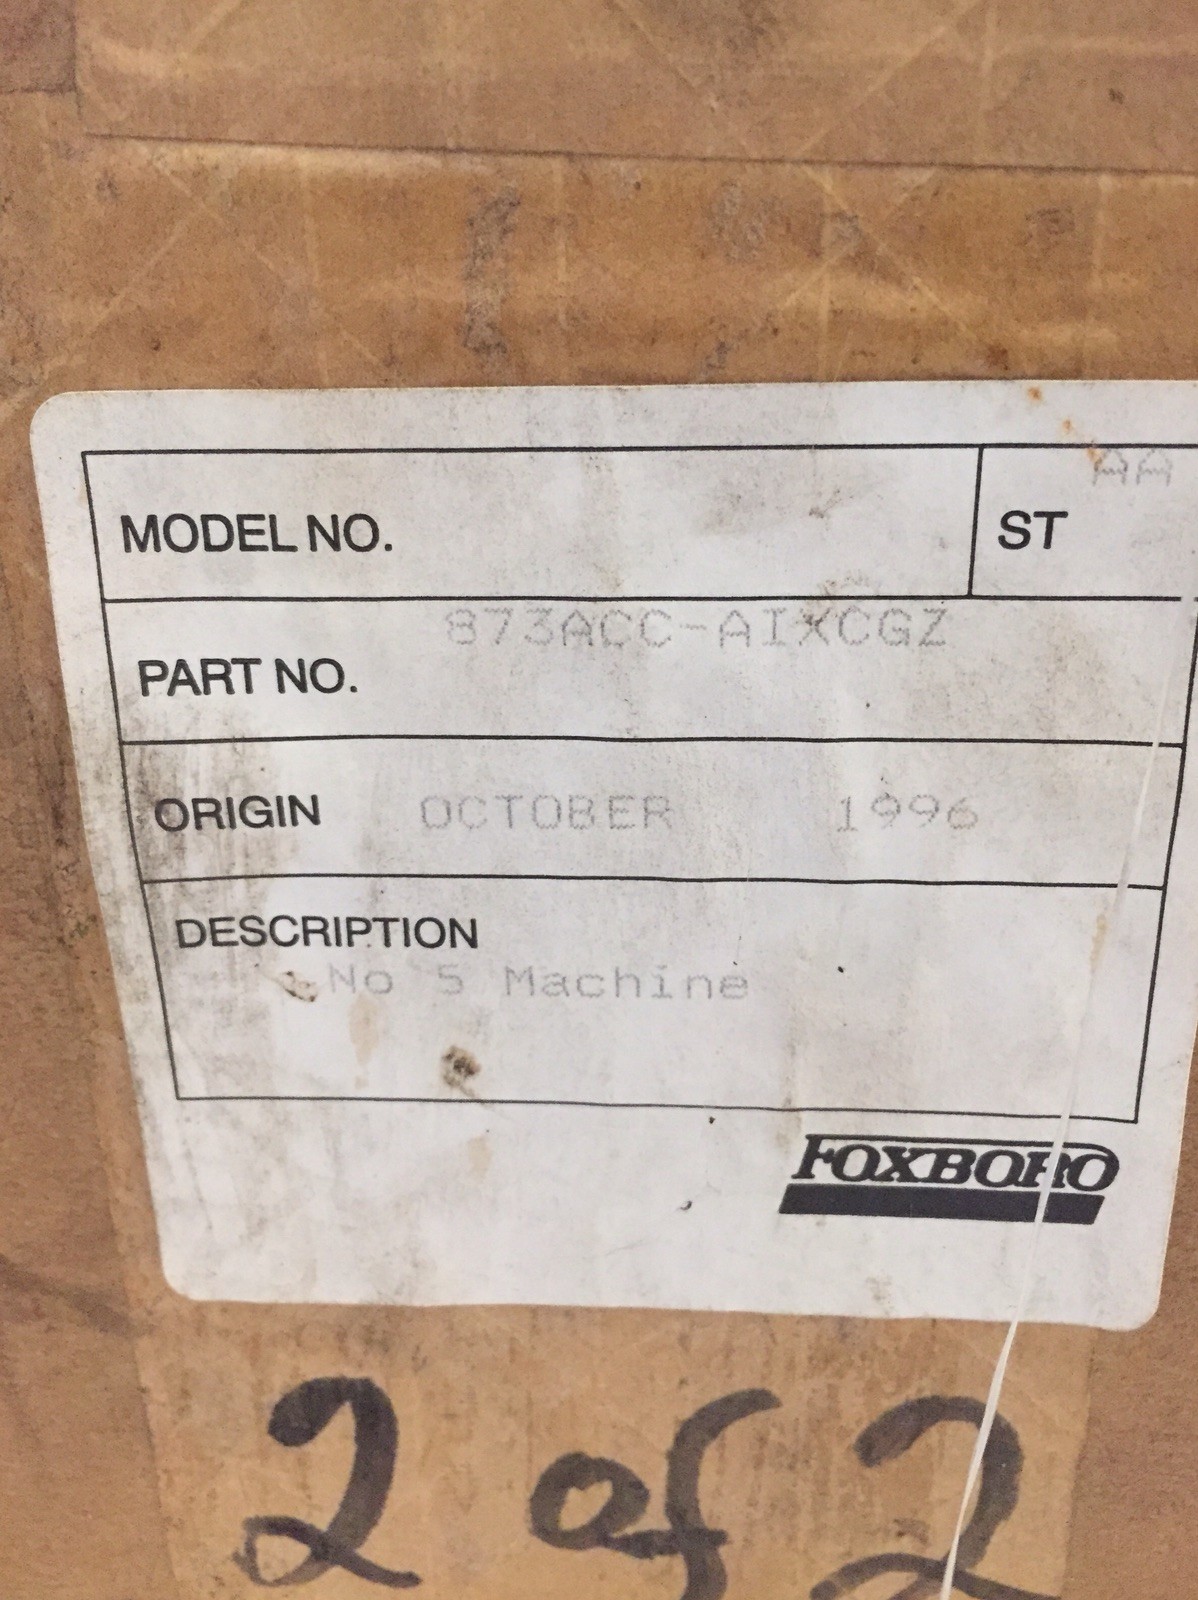 AA
MODEL NO. ST
873ACC-AIXCGZ
PART NO.
ORIGIN OCTOBER 1996
DESCRIPTION
No 5 Machine
FOXBORO
2 of 2